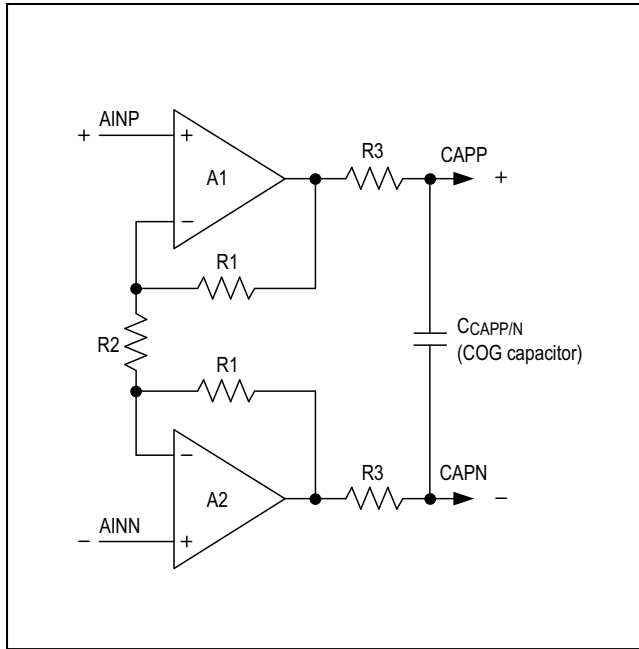 AINP
+
+
A1
−
R3
CAPP
+
R1
R2
CCAPP/N
(COG capacitor)
R1
−
A2
+
AINN
−
R3
CAPN
−